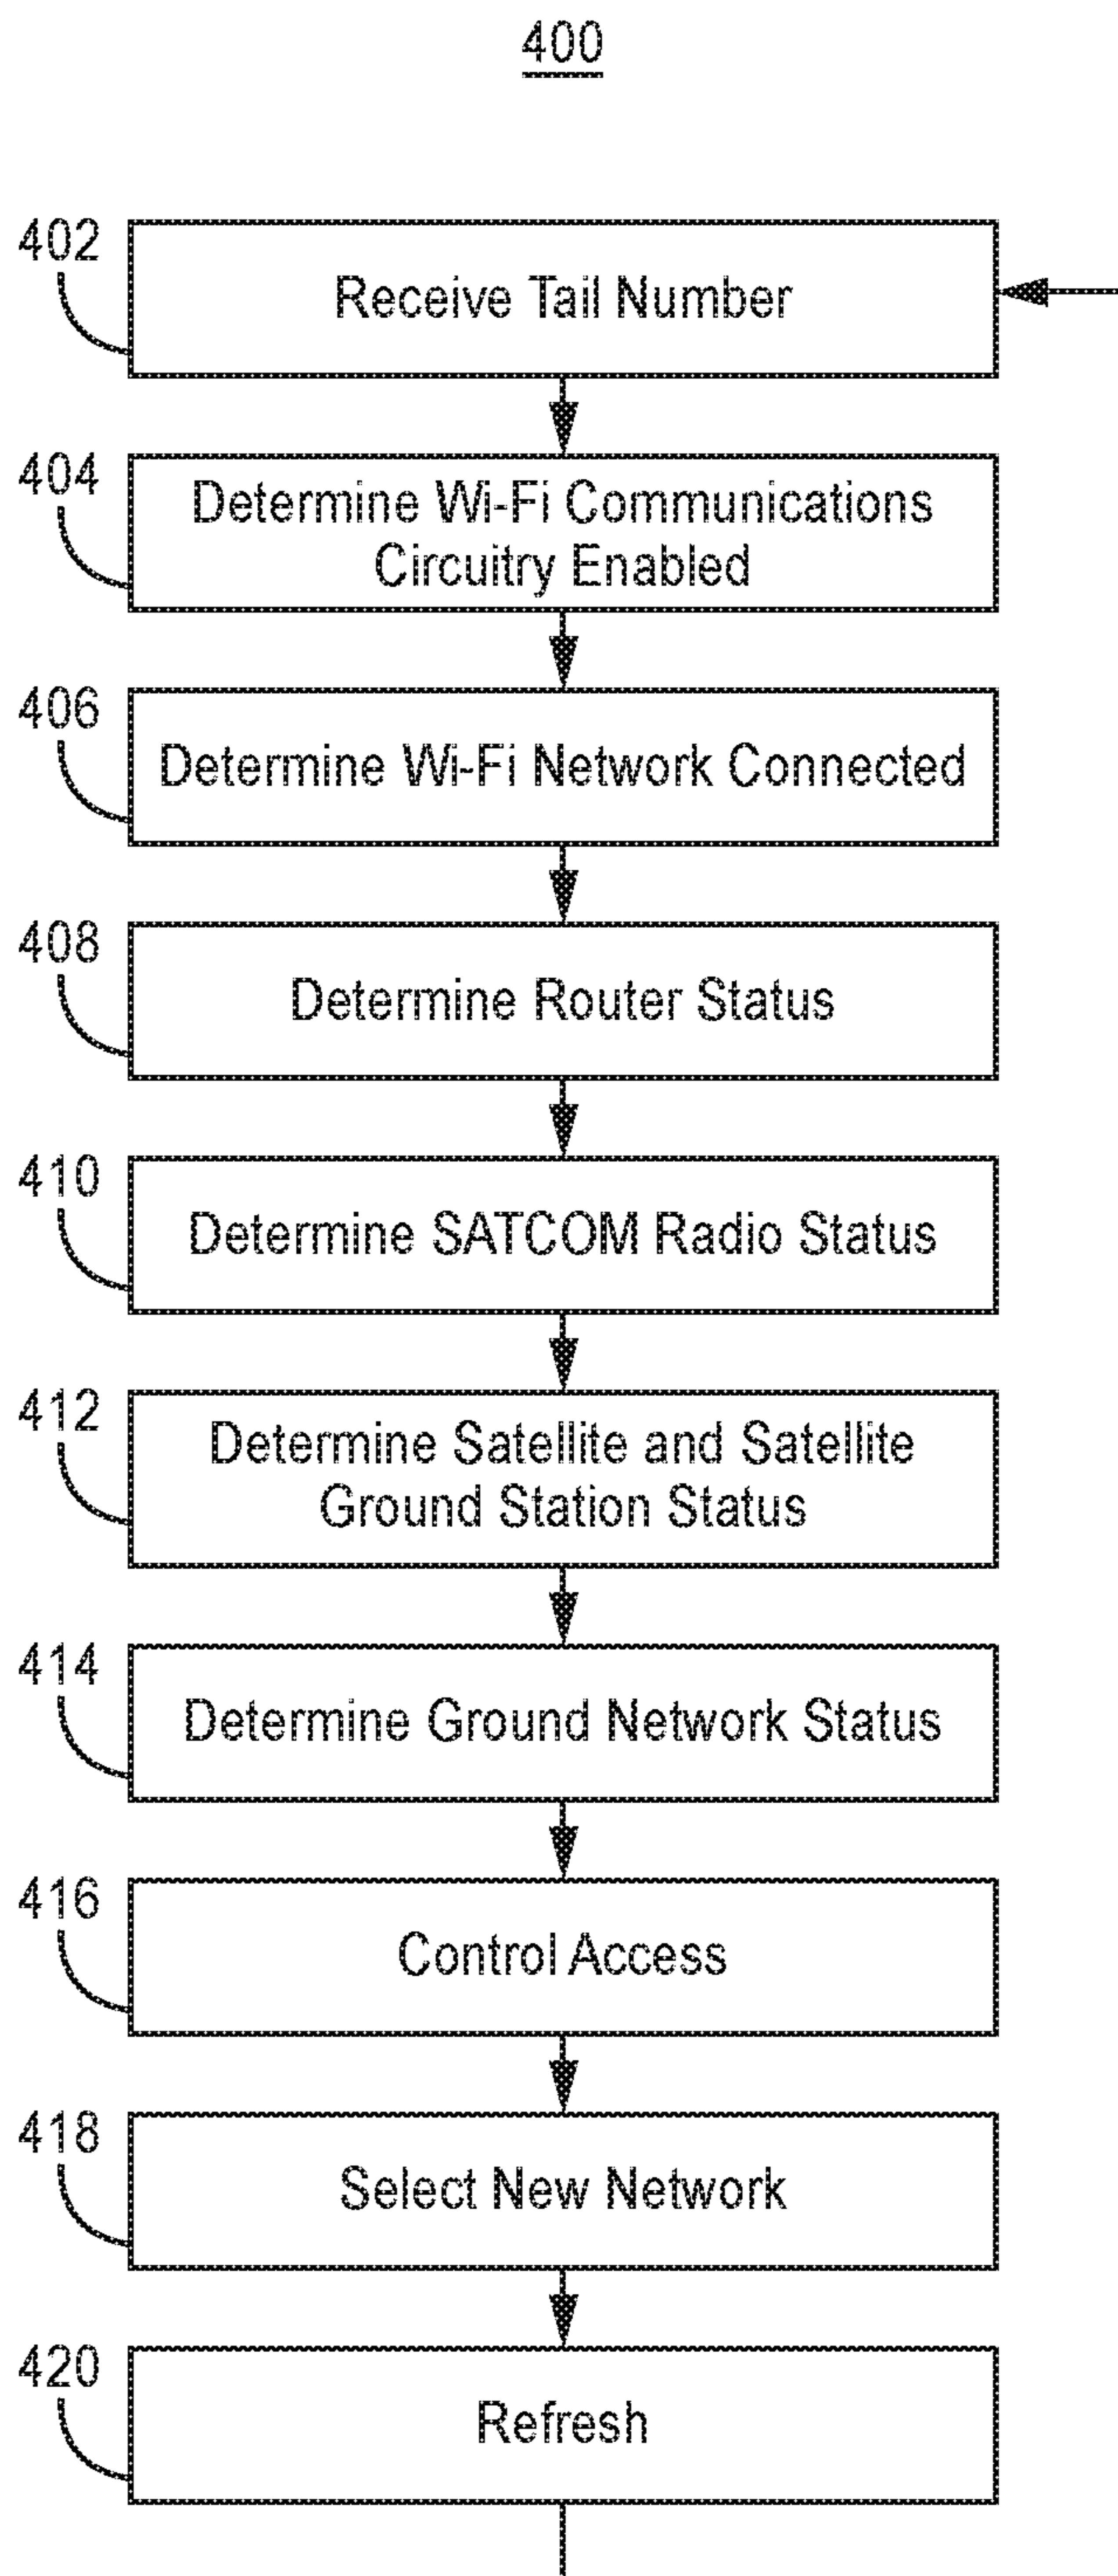 400
402
Receive Tail Number
404
Determine Wi-Fi Communications
Circuitry Enabled
406
Determine Wi-Fi Network Connected
408
Determine Router Status
410
Determine SATCOM Radio Status
412
Determine Satellite and Satellite
Ground Station Status
414
Determine Ground Network Status
416
Control Access
418
Select New Network
420
Refresh